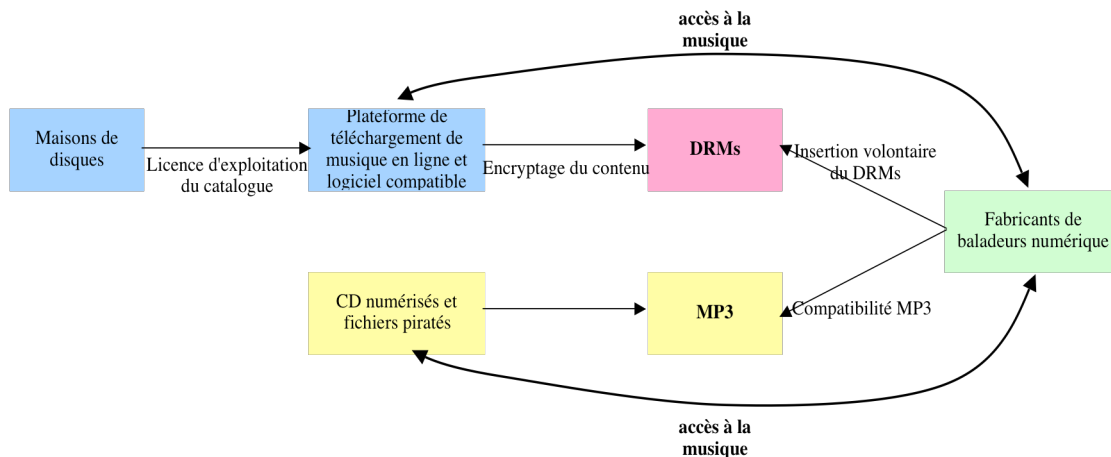 accès à la
musique
Maisons de
disques
Licence d'exploitation
du catalogue
Plateforme de
téléchargement de
musique en ligne et
logiciel compatible
Encryptage du contenu
DRMs
Insertion volontaire
du DRMs
Fabricants de
baladeurs numérique
CD numérisés et
fichiers piratés
MP3
Compatibilité MP3
accès à la
musique